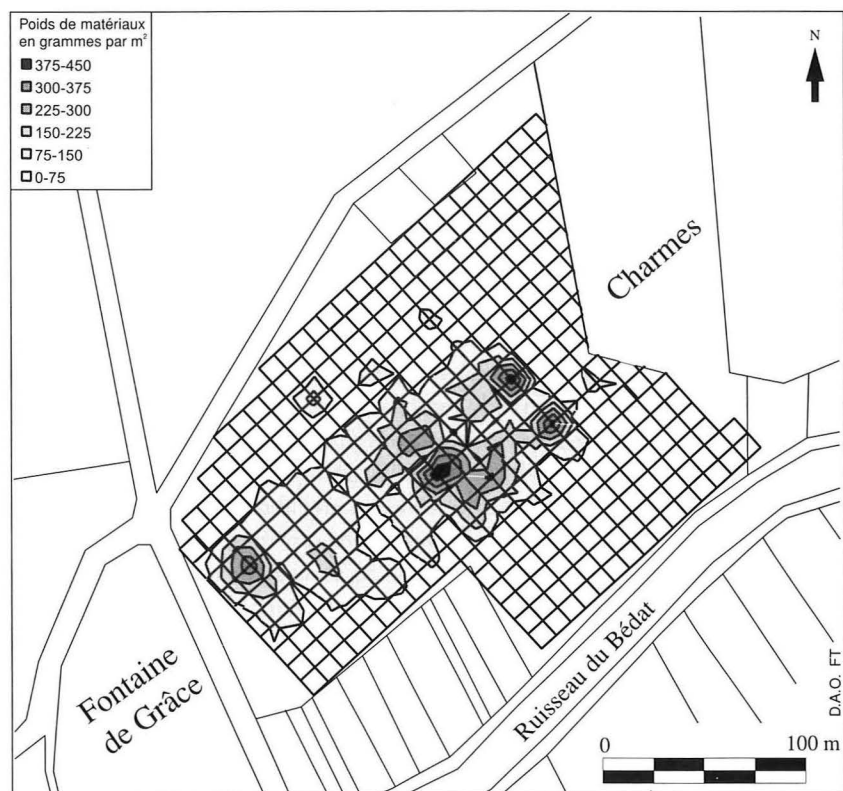 Poids de matériaux
en grammes par m²
375-450
300-375
225-300
150-225
75-150
0-75
N
Charmes
Fontaine
de Grâce
Ruisseau du Bédat
D.A.O. FT
0 100 m